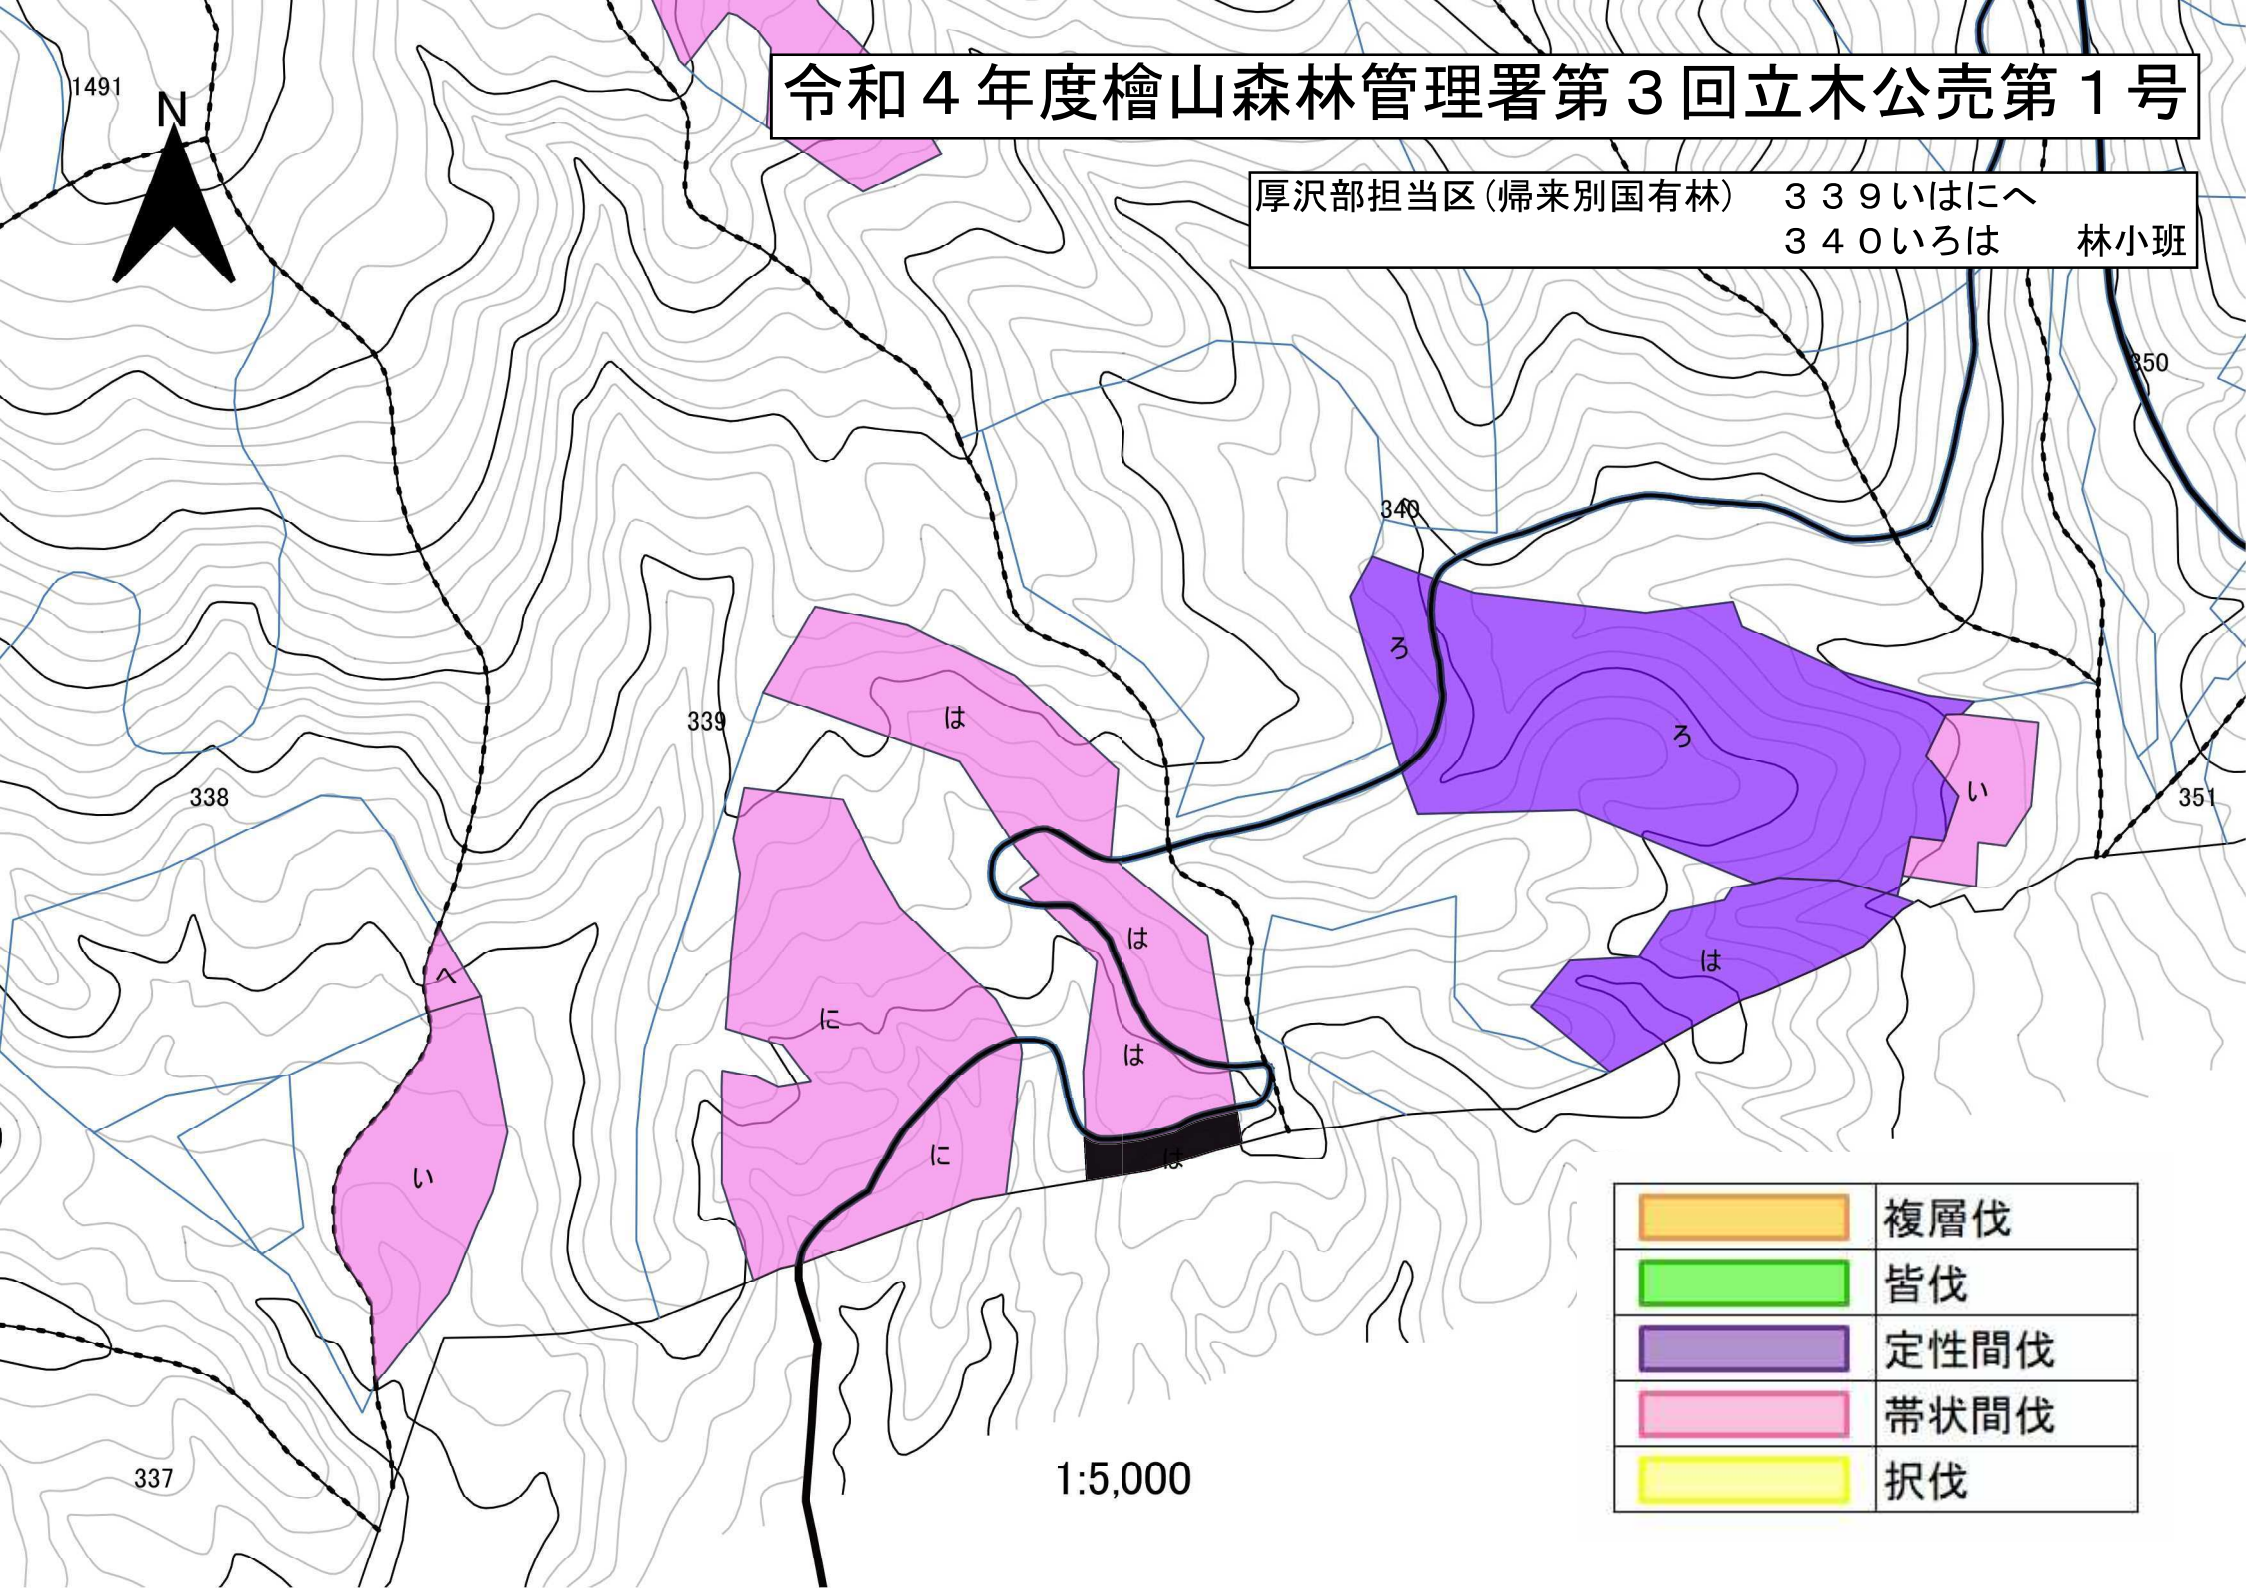 令和４年度檜山森林管理署第３回立木公売第１号
厚沢部担当区(帰来別国有林)　３３９いはにへ
３４０いろは　　林小班
1491
N
350
340
ろ
339
は
ろ
338
い
351
は
へ
は
に
は
に
は
い
337
1:5,000
複層伐
皆伐
定性間伐
帯状間伐
択伐